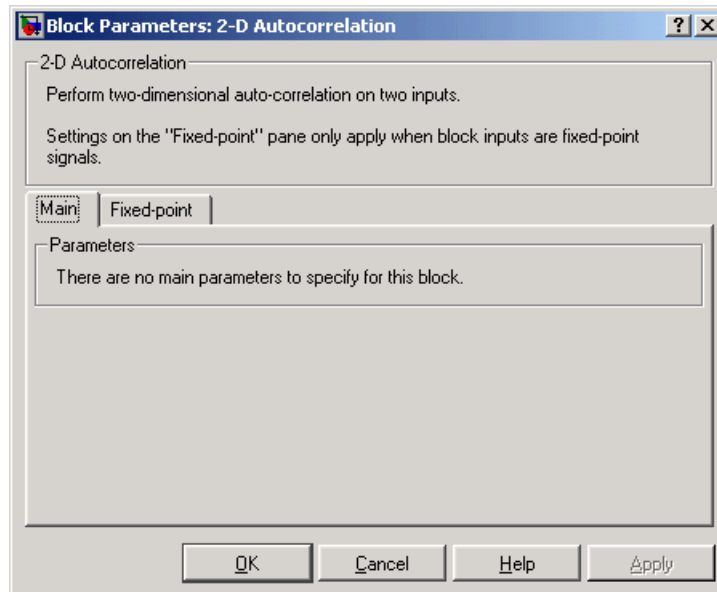 Block Parameters: 2-D Autocorrelation
2-D Autocorrelation
Perform two-dimensional auto-correlation on two inputs.
Settings on the "Fixed-point" pane only apply when block inputs are fixed-point
signals.
Main Fixed-point
Parameters
There are no main parameters to specify for this block.
OK Cancel Help Apply